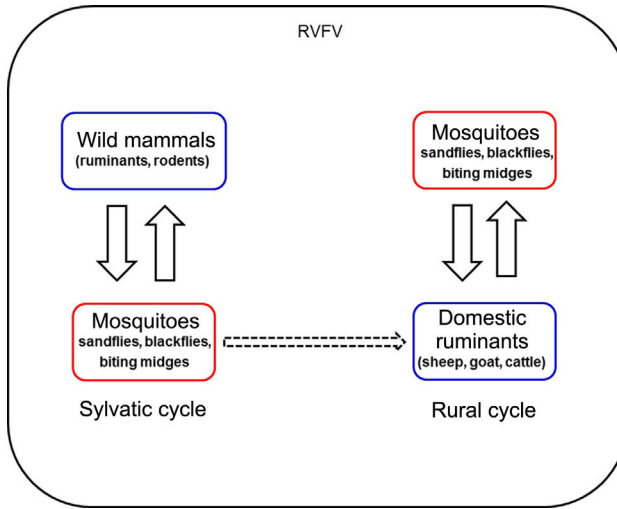 RVFV
Wild mammals
(ruminants, rodents)
Mosquitoes
sandflies, blackflies,
biting midges
Mosquitoes
sandflies, blackflies,
biting midges
Domestic
ruminants
(sheep, goat, cattle)
Sylvatic cycle
Rural cycle